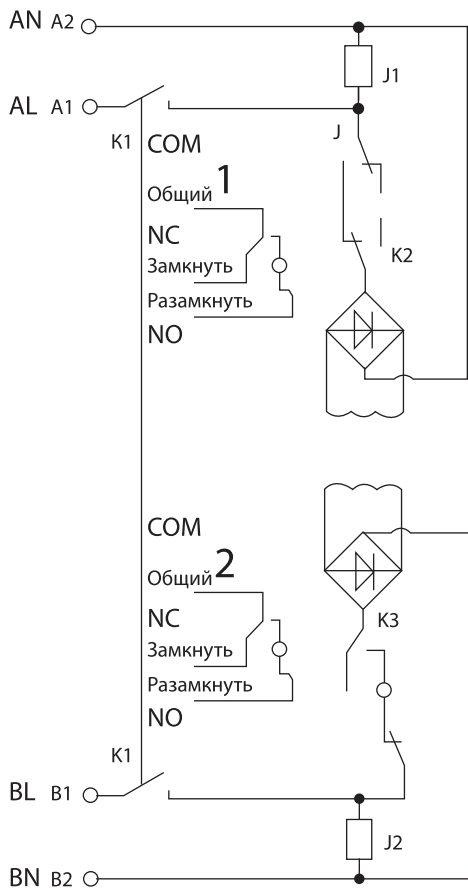 AN A2
J1
AL A1
J
K1
COM
Общий 1
NC
K2
Замкнуть
Разамкнуть
NO
COM
Общий 2
NC
K3
Замкнуть
Разамкнуть
NO
K1
BL B1
J2
BN B2